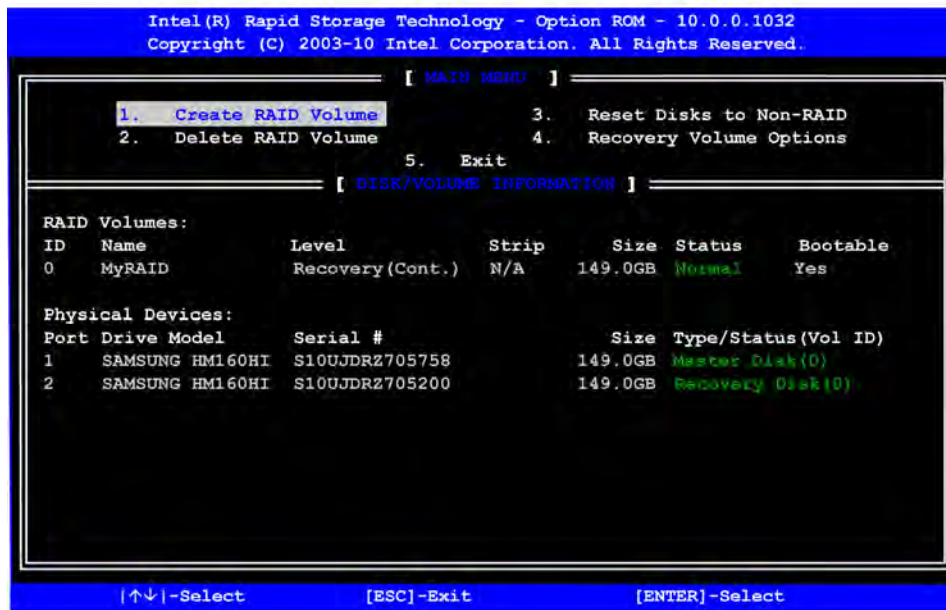 Intel(R) Rapid Storage Technology - Option ROM - 10.0.0.1032
Copyright (C) 2003-10 Intel Corporation. All Rights Reserved.
[ MAIN MENU ]
1. Create RAID Volume 3. Reset Disks to Non-RAID
2. Delete RAID Volume 4. Recovery Volume Options
5. Exit
[ DISK/VOLUME INFORMATION ]
RAID Volumes:
ID Name Level Strip Size Status Bootable
0 MyRAID Recovery(Cont.) N/A 149.0GB Normal Yes
Physical Devices:
Port Drive Model Serial # Size Type/Status(Vol ID)
1 SAMSUNG HM160HI S10UJDRZ705758 149.0GB Master Disk(0)
2 SAMSUNG HM160HI S10UJDRZ705200 149.0GB Recovery Disk(0)
[↑↓]-Select [ESC]-Exit [ENTER]-Select